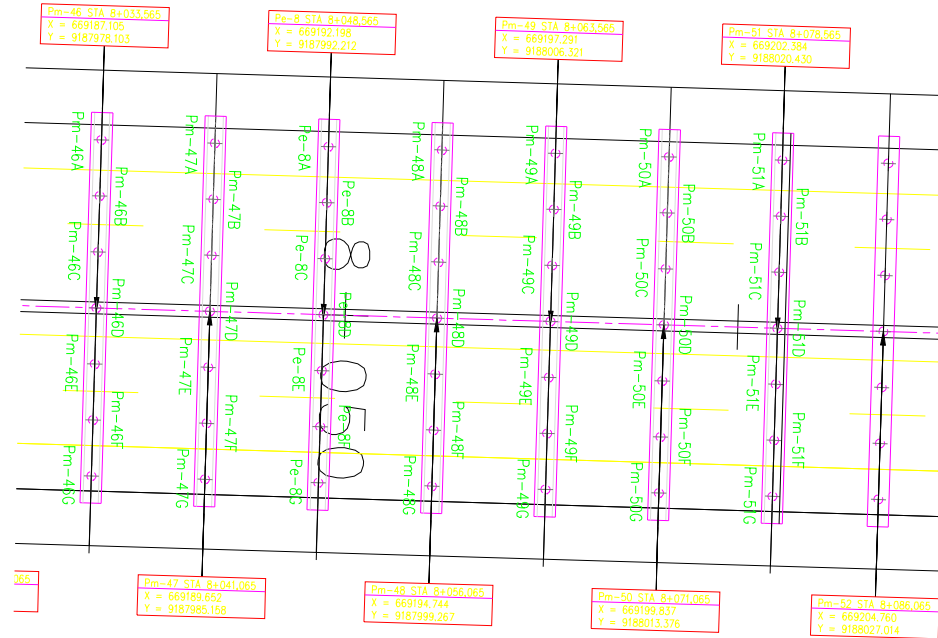 Pm-46 STA 8+033,565
X = 669187.105
Y = 9187978.103
Pe-8 STA 8+048,565
X = 669192.198
Y = 9187992.212
Pm-49 STA 8+063,565
X = 669197.291
Y = 9188006.321
Pm-51 STA 8+078,565
X = 669202.384
Y = 9188020.430
Pm-46A
Pm-46B
Pm-46C
Pm-46D
Pm-46E
Pm-46F
Pm-46G
Pm-47A
Pm-47B
Pm-47C
Pm-47D
Pm-47E
Pm-47F
Pm-47G
Pe-8A
Pe-8B
Pe-8C
Pe-8D
Pe-8E
Pe-8F
Pe-8G
8
050
Pm-48A
Pm-48B
Pm-48C
Pm-48D
Pm-48E
Pm-48F
Pm-48G
Pm-49A
Pm-49B
Pm-49C
Pm-49D
Pm-49E
Pm-49F
Pm-49G
Pm-50A
Pm-50B
Pm-50C
Pm-50D
Pm-50E
Pm-50F
Pm-50G
Pm-51A
Pm-51B
Pm-51C
Pm-51D
Pm-51E
Pm-51F
Pm-51G
065
Pm-47 STA 8+041,065
X = 669189.652
Y = 9187985.158
Pm-48 STA 8+056,065
X = 669194.744
Y = 9187999.267
Pm-50 STA 8+071,065
X = 669199.837
Y = 9188013.376
Pm-52 STA 8+086,065
X = 669204.760
Y = 9188027.014